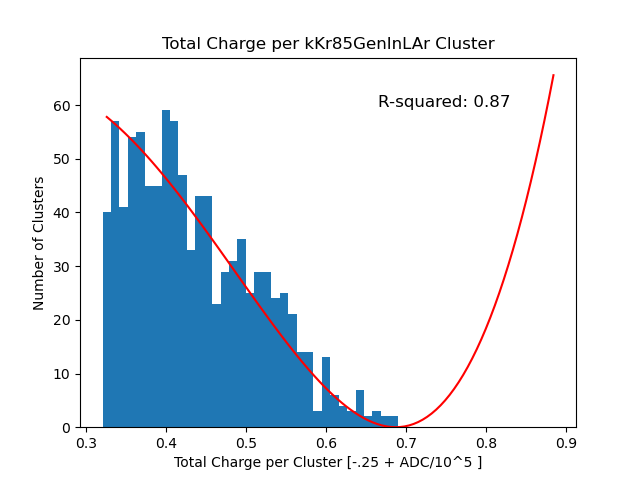 Total Charge per kKr85GenInLAr Cluster
R-squared: 0.87
Number of Clusters
60
50
40
30
20
10
0
0.3 0.4 0.5 0.6 0.7 0.8 0.9
Total Charge per Cluster [-.25 + ADC/10^5 ]